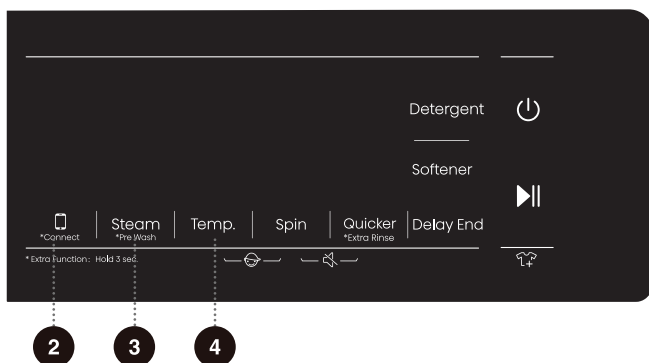 Detergent
Softener
*Connect
Steam
*Pre Wash
Temp.
Spin
Quicker
*Extra Rinse
Delay End
* Extra Function: Hold 3 sec.
2
3
4